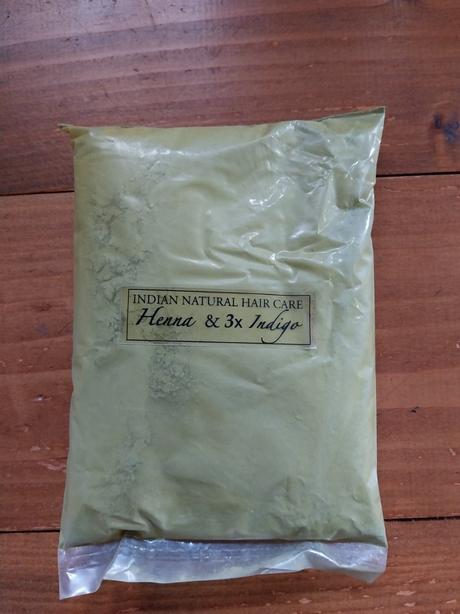 INDIAN NATURAL HAIR CARE
Henna & 3x Indigo